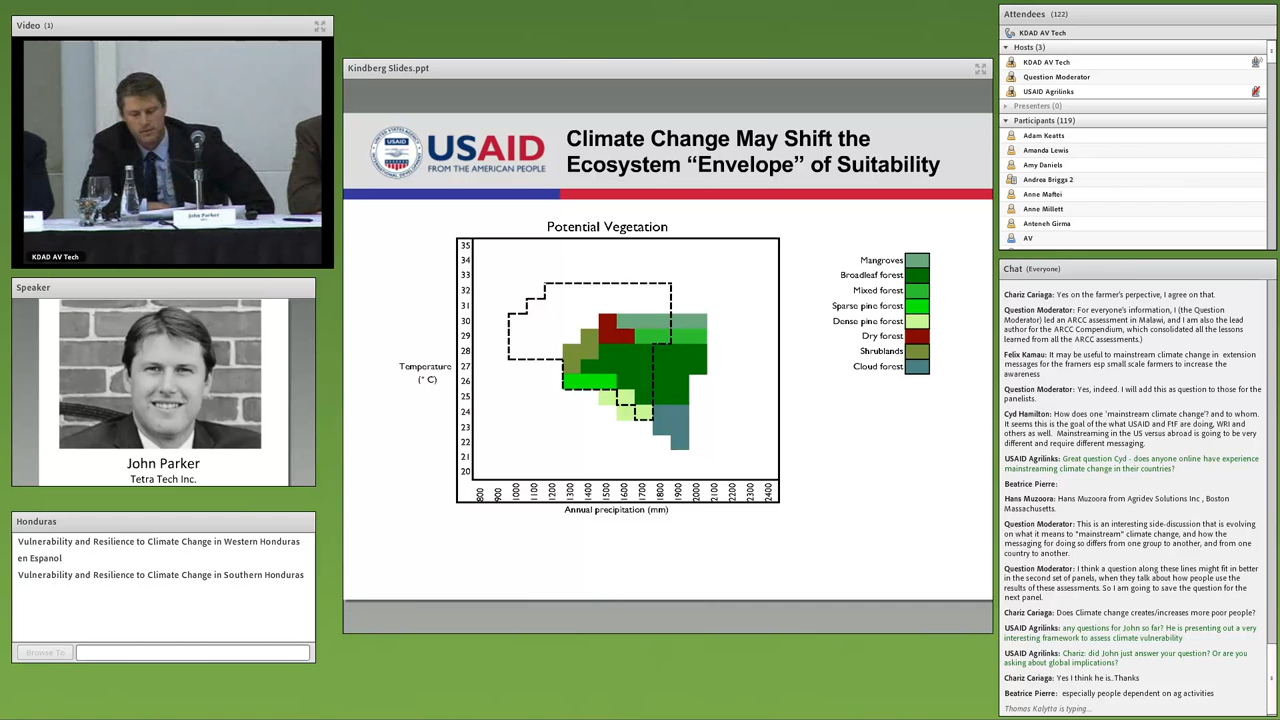 Video (1)
John Parker
KDAD AV Tech
Speaker
John Parker
Tetra Tech Inc.
Honduras
Vulnerability and Resilience to Climate Change in Western Honduras
en Espanol
Vulnerability and Resilience to Climate Change in Southern Honduras
Browse To
Kindberg Slides.ppt
USAID
USAID
FROM THE AMERICAN PEOPLE
Climate Change May Shift the
Ecosystem “Envelope” of Suitability
Potential Vegetation
35
34
33
32
31
30
29
28
27
26
25
24
23
22
21
20
Temperature
(° C)
800
900
1000
1100
1200
1300
1400
1500
1600
1700
1800
1900
2000
2100
2200
2300
2400
Annual precipitation (mm)
Mangroves
Broadleaf forest
Mixed forest
Sparse pine forest
Dense pine forest
Dry forest
Shrublands
Cloud forest
Attendees (122)
KDAD AV Tech
Hosts (3)
KDAD AV Tech
Question Moderator
USAID Agrilinks
Presenters (0)
Participants (119)
Adam Keatts
Amanda Lewis
Amy Daniels
Andrea Briggs 2
Anne Maftei
Anne Millett
Anteneh Girma
AV
Chat (Everyone)
Chariz Cariaga: Yes on the farmer's perpective, I agree on that.
Question Moderator: For everyone's information, I (the Question
Moderator) led an ARCC assessment in Malawi, and I am also the lead
author for the ARCC Compendium, which consolidated all the lessons
learned from all the ARCC assessments.)
Felix Kamau: It may be useful to mainstream climate change in extension
messages for the framers esp small scale farmers to increase the
awareness
Question Moderator: Yes, indeed. I will add this as question to those for the
panelists.
Cyd Hamilton: How does one 'mainstream climate change'? and to whom.
It seems this is the goal of the what USAID and FtF are doing, WRI and
others as well. Mainstreaming in the US versus abroad is going to be very
different and require different messaging.
USAID Agrilinks: Great question Cyd - does anyone online have experience
mainstreaming climate change in their countries?
Beatrice Pierre:
Hans Muzoora: Hans Muzoora from Agridev Solutions Inc , Boston
Massachusetts.
Question Moderator: This is an interesting side-discussion that is evolving
on what it means to "mainstream" climate change, and how the
messaging for doing so differs from one group to another, and from one
country to another.
Question Moderator: I think a question along these lines might fit in better
in the second set of panels, when they talk about how people use the
results of these assessments. So I am going to save the question for the
next panel.
Chariz Cariaga: Does Climate change creates/increases more poor people?
USAID Agrilinks: any questions for John so far? He is presenting out a very
interesting framework to assess climate vulnerability
USAID Agrilinks: Chariz: did John just answer your question? Or are you
asking about global implications?
Chariz Cariaga: Yes I think he is..Thanks
Beatrice Pierre: especially people dependent on ag activities
Thomas Kalytta is typing...